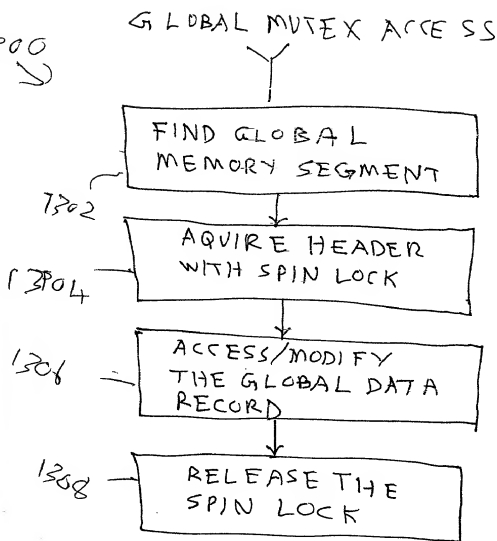 GLOBAL MUTEX ACCESS
FIND GLOBAL
MEMORY SEGMENT
1302
AQUIRE HEADER
WITH SPIN LOCK
1304
ACCESS/MODIFY
THE GLOBAL DATA
RECORD
1306
RELEASE THE
SPIN LOCK
1308